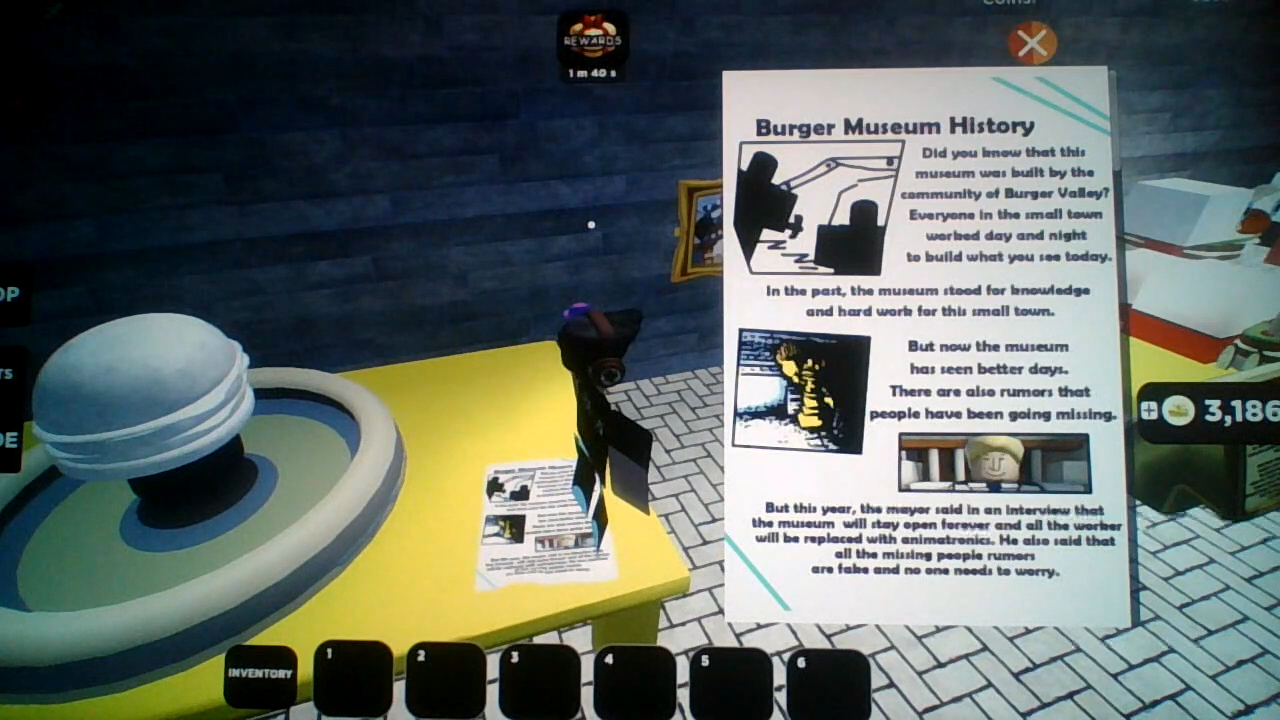 REWARDS
1 m 40 s
Burger Museum History
Did you know that this
museum was built by the
community of Burger Valley?
Everyone in the small town
worked day and night
to build what you see today.
In the past, the museum stood for knowledge
and hard work for this small town.
But now the museum
has seen better days.
There are also rumors that
people have been going missing.
But this year, the mayor said in an interview that
the museum will stay open forever and all the worker
will be replaced with animatronics. He also said that
all the missing people rumors
are fake and no one needs to worry.
3,186
Burger Museum
INVENTORY
1
2
3
4
5
6